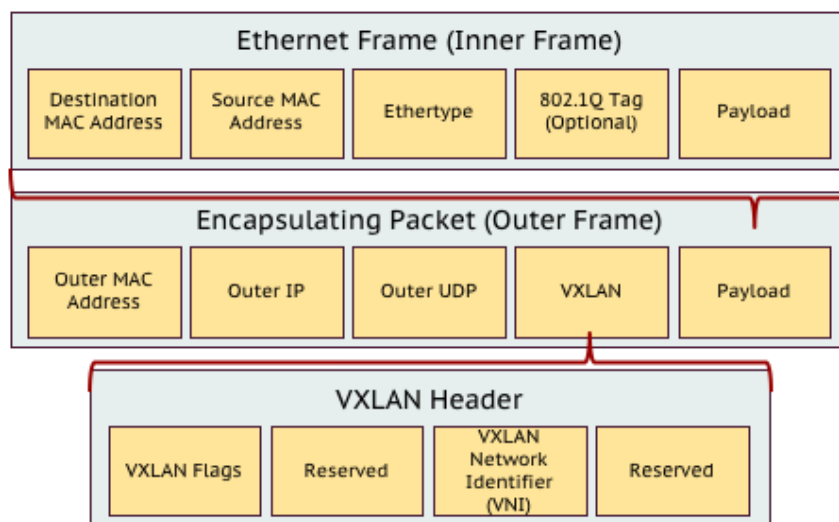 Ethernet Frame (Inner Frame)
Destination
MAC Address
Source MAC
Address
Ethertype
802.1Q Tag
(Optional)
Payload
Encapsulating Packet (Outer Frame)
Outer MAC
Address
Outer IP
Outer UDP
VXLAN
Payload
VXLAN Header
VXLAN Flags
Reserved
VXLAN
Network
Identifier
(VNI)
Reserved